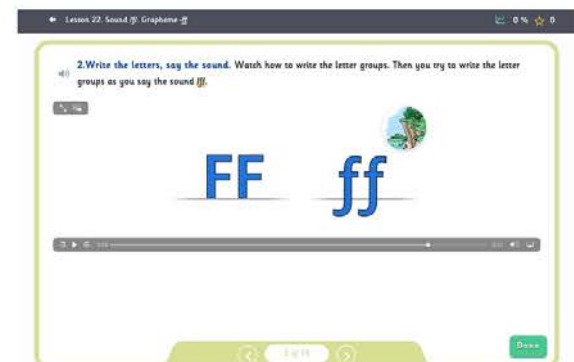 Lesson 22. Sound /f/. Grapheme -ff
0 % 0
2.Write the letters, say the sound. Watch how to write the letter groups. Then you try to write the letter
groups as you say the sound /f/.
FF ff
Done